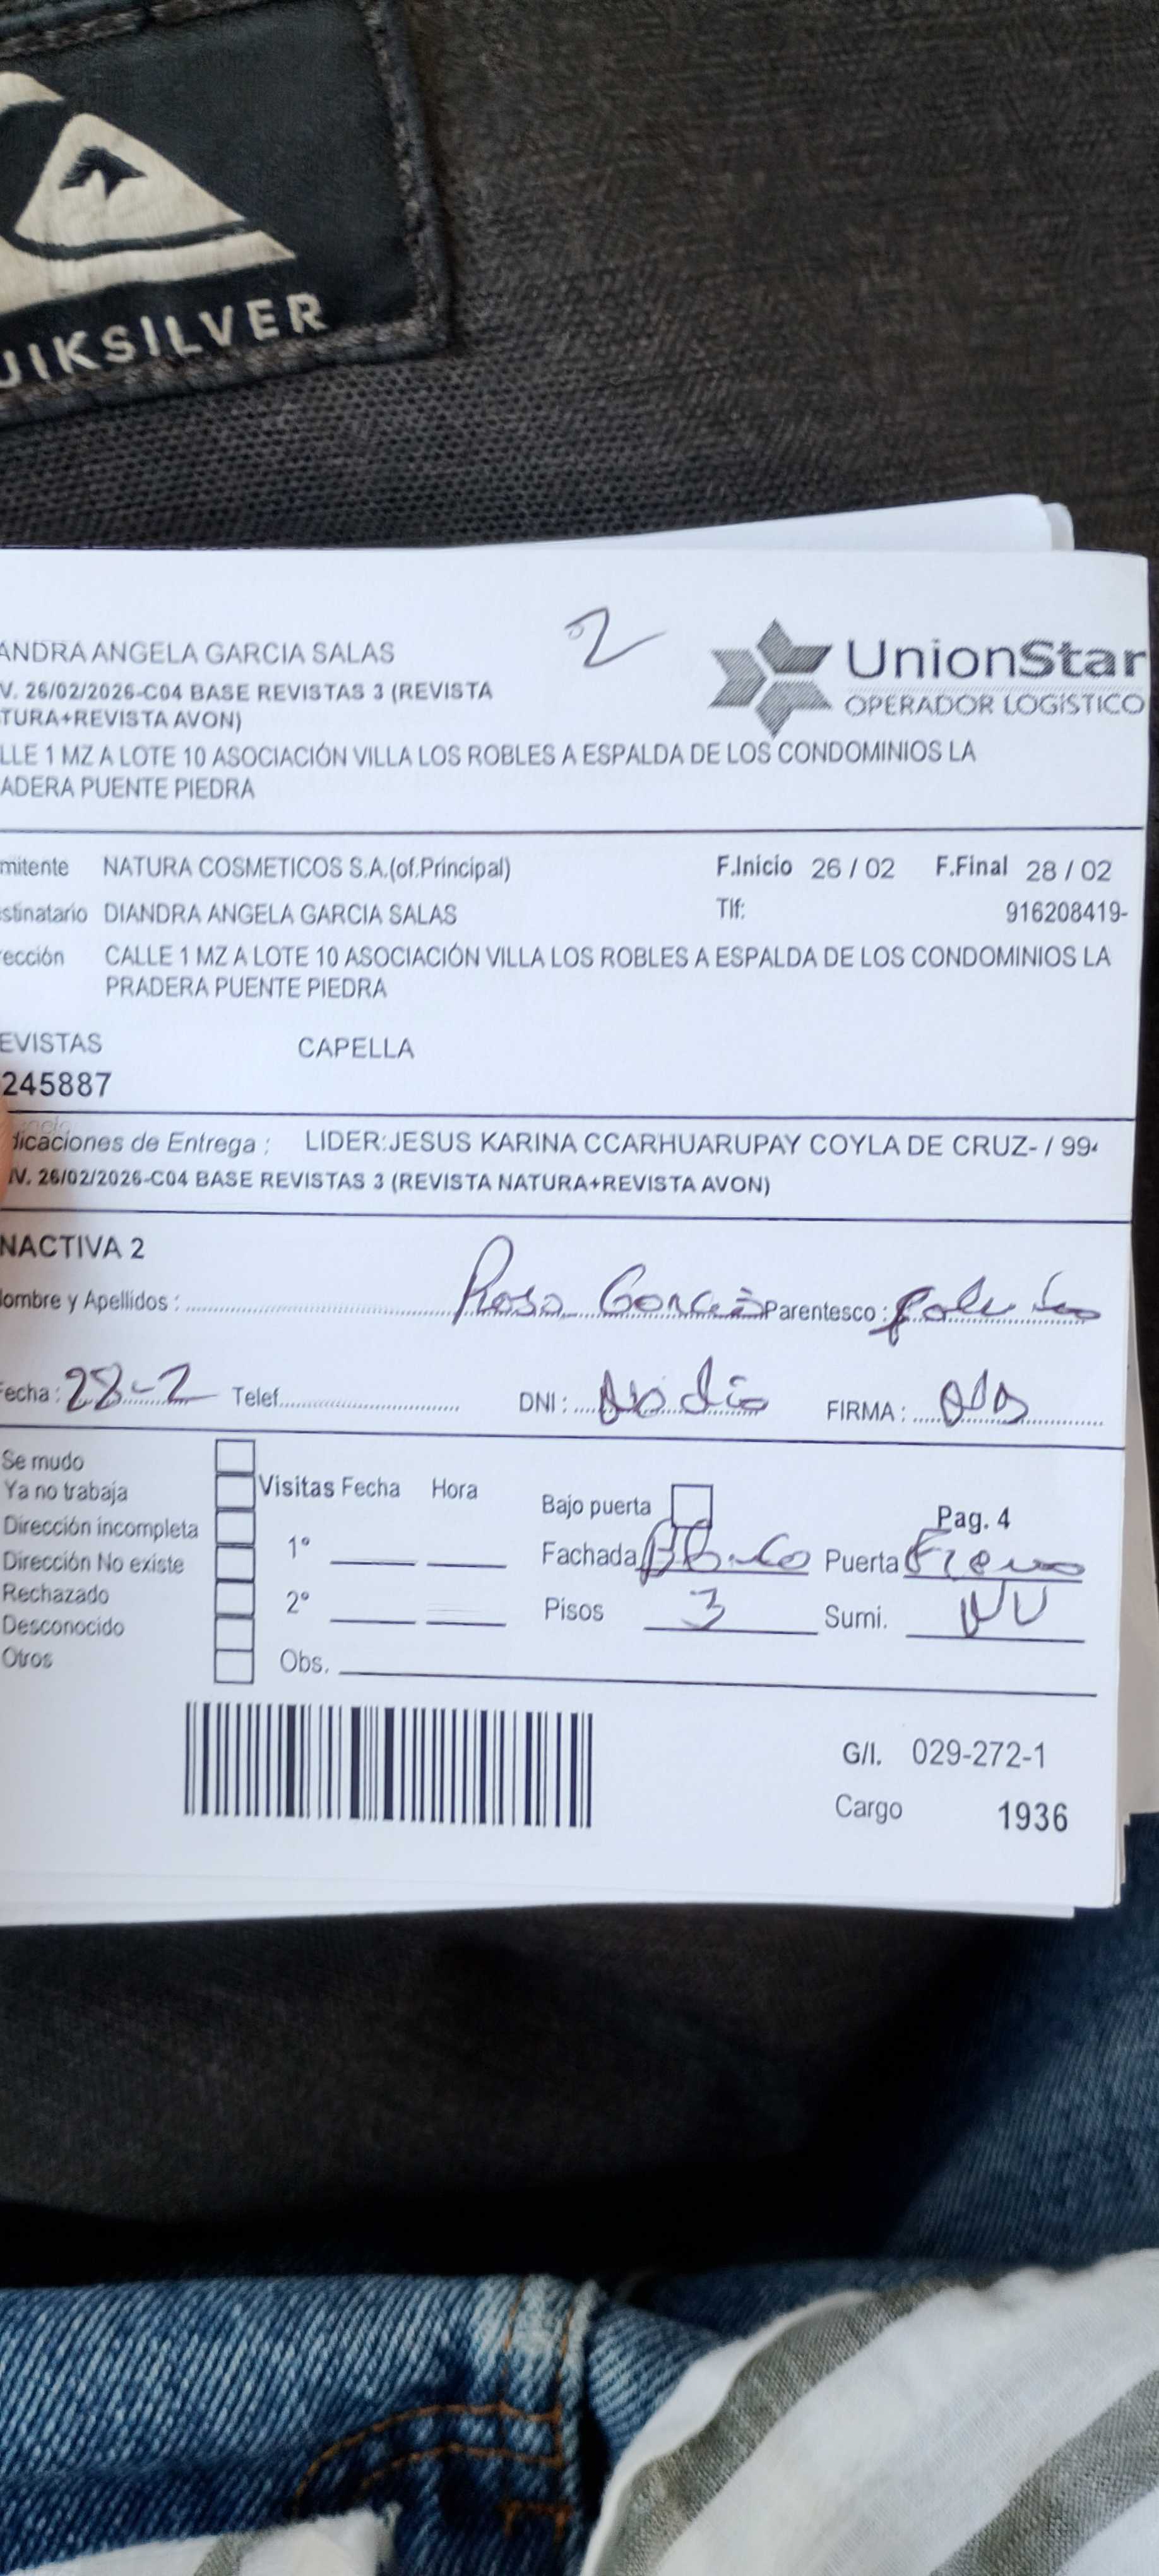 UIKSILVER
2
ANDRA ANGELA GARCIA SALAS
UnionStar
OPERADOR LOGÍSTICO
V. 26/02/2026-C04 BASE REVISTAS 3 (REVISTA
TURA+REVISTA AVON)
LLE 1 MZ A LOTE 10 ASOCIACIÓN VILLA LOS ROBLES A ESPALDA DE LOS CONDOMINIOS LA
ADERA PUENTE PIEDRA
mitente NATURA COSMETICOS S.A.(of.Principal) F.Inicio 26 / 02 F.Final 28 / 02
stinatario DIANDRA ANGELA GARCIA SALAS Tlf: 916208419-
ección CALLE 1 MZ A LOTE 10 ASOCIACIÓN VILLA LOS ROBLES A ESPALDA DE LOS CONDOMINIOS LA
PRADERA PUENTE PIEDRA
EVISTAS CAPELLA
245887
dicaciones de Entrega : LIDER:JESUS KARINA CCARHUARUPAY COYLA DE CRUZ- / 99
V. 26/02/2026-C04 BASE REVISTAS 3 (REVISTA NATURA+REVISTA AVON)
NACTIVA 2
ombre y Apellidos : Rosa Garcia Parentesco :
echa : 28-2 Telef. DNI : FIRMA :
Se mudo
Ya no trabaja
Dirección incompleta
Dirección No existe
Rechazado
Desconocido
Otros
Visitas Fecha Hora
1°
2°
Obs.
Bajo puerta Pag. 4
Fachada Blanco Puerta Fierro
Pisos 3 Sumi.
G/I. 029-272-1
Cargo 1936